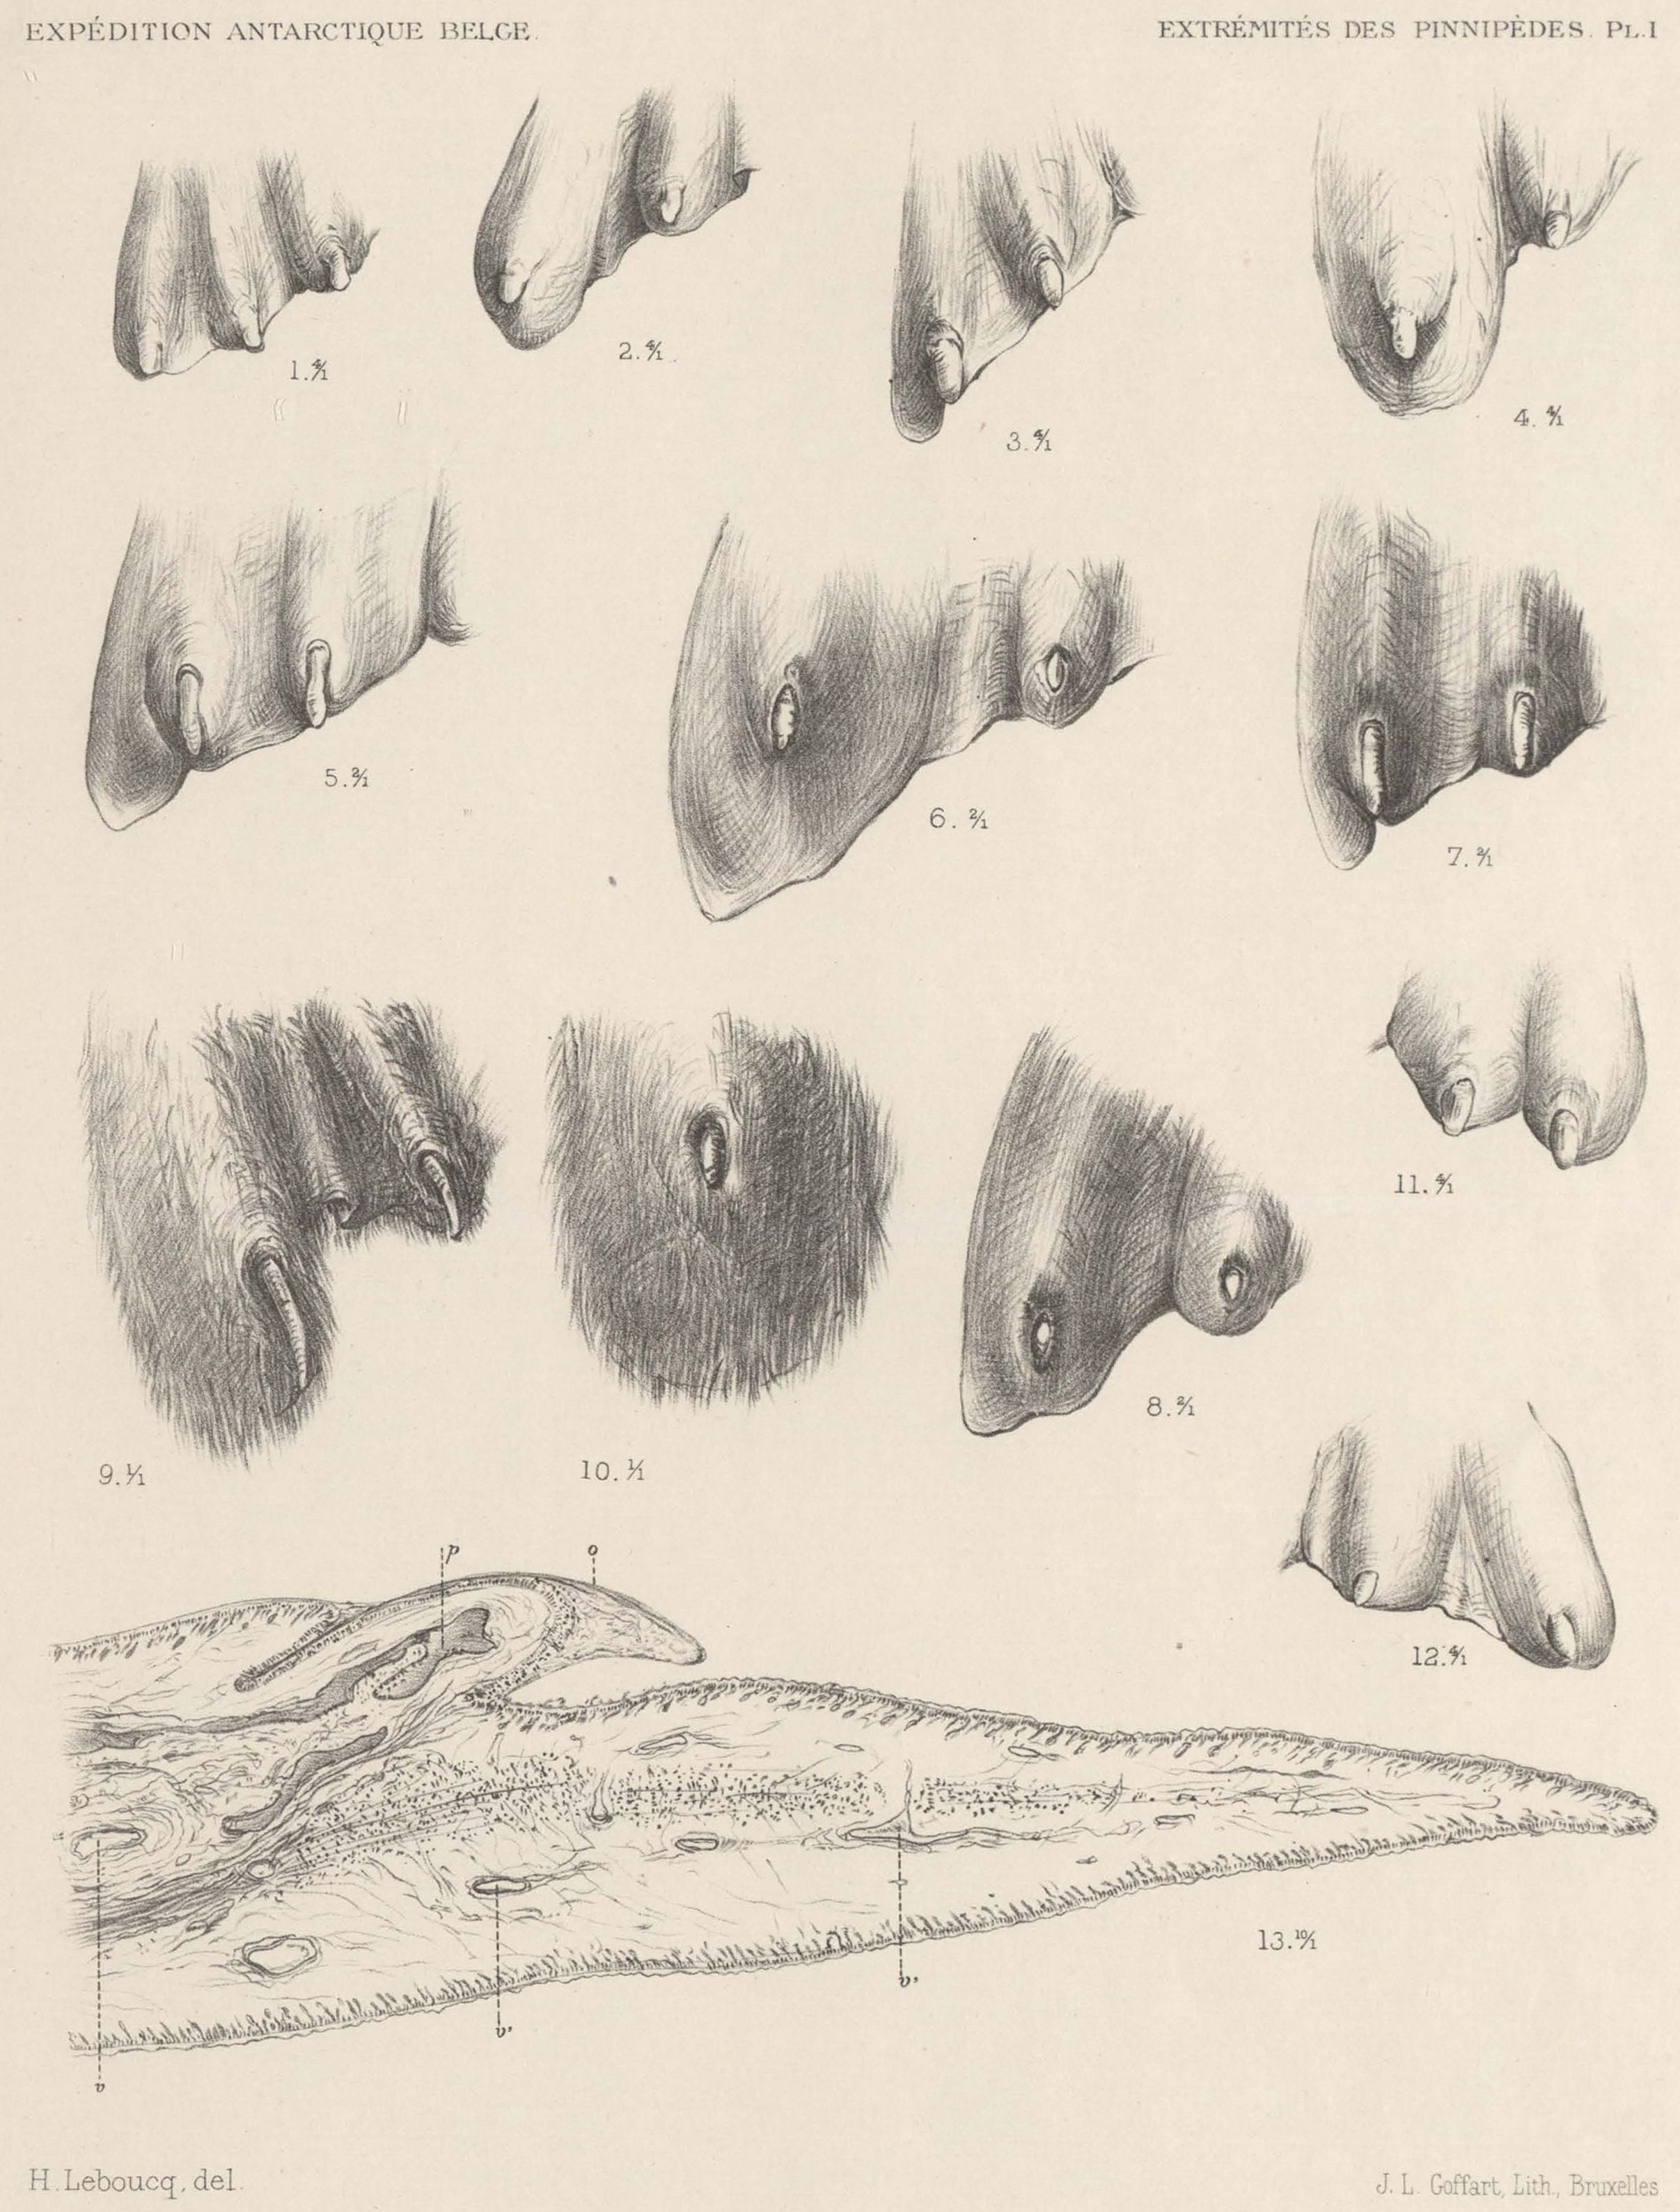 EXPÉDITION ANTARCTIQUE BELGE.
EXTRÉMITÉS DES PINNIPÈDES. PL.I
1.4/1
2.4/1.
3.4/1
4.4/1
5.2/1
6.2/1
7.2/1
11.4/1
8.2/1
9.1/1
10.1/1
12.4/1
p
o
13.10/1
v'
v'
v
H. Leboucq, del.
J. L. Goffart, Lith., Bruxelles